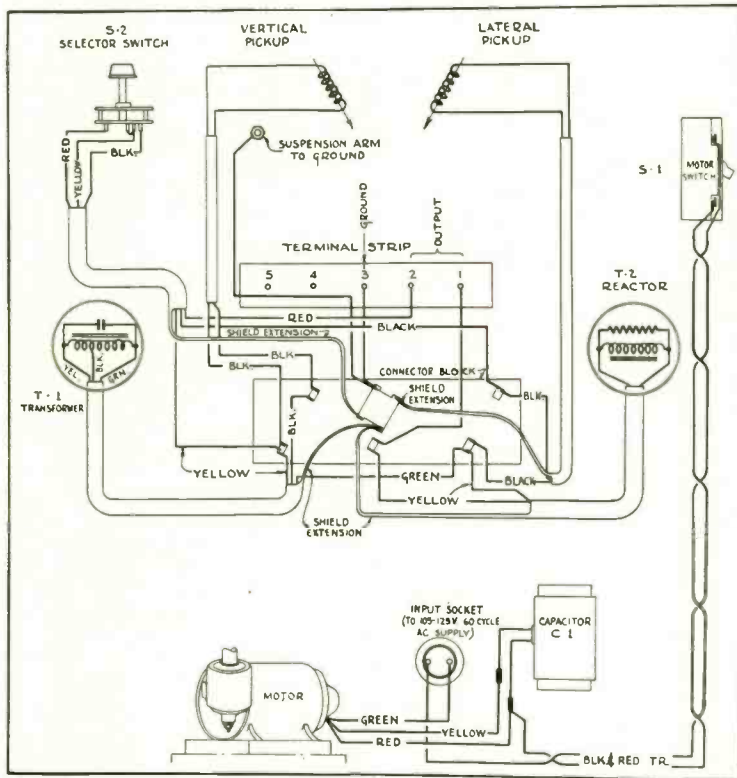 S-2
SELECTOR SWITCH
VERTICAL
PICKUP
LATERAL
PICKUP
RED
YELLOW
BLK.
SUSPENSION ARM
TO GROUND
S-1
MOTOR
SWITCH
GROUND
OUTPUT
TERMINAL STRIP
5 4 3 2 1
T-2
REACTOR
RED
BLACK
SHIELD EXTENSION
BLK
BLK
CONNECTOR BLOCK
SHIELD
EXTENSION
BLK
BLK
YEL.
BLK.
GRN
T-1
TRANSFORMER
YELLOW
GREEN
BLACK
YELLOW
SHIELD
EXTENSION
INPUT SOCKET
(TO 105-125V. 60 CYCLE
AC SUPPLY)
CAPACITOR
C 1
MOTOR
GREEN
YELLOW
RED
BLK & RED TR.